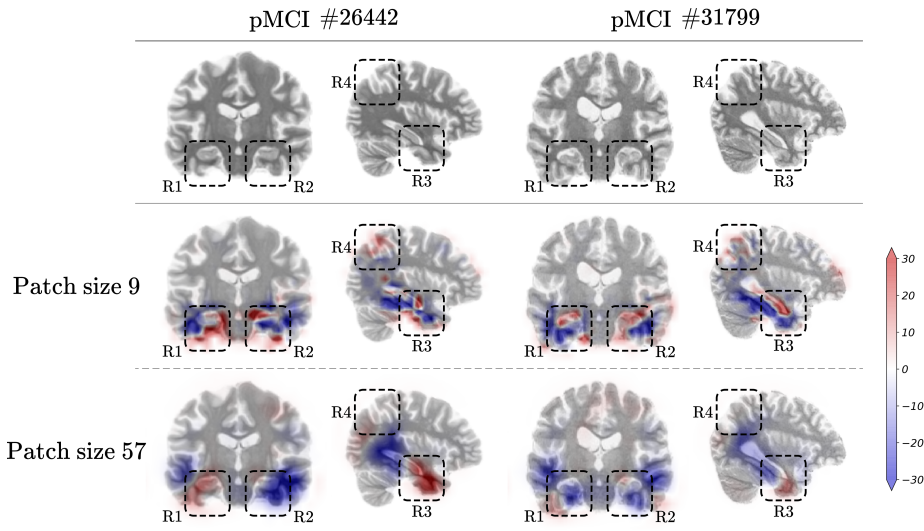 pMCI #26442 pMCI #31799
R4 R4
R1 R2 R3 R1 R2 R3
30
20
10
0
−10
−20
−30
Patch size 9
R4 R4
R1 R2 R3 R1 R2 R3
Patch size 57
R4 R4
R1 R2 R3 R1 R2 R3